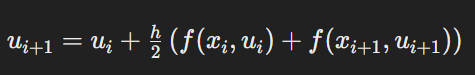 u_{i+1} = u_i + \frac{h}{2} (f(x_i, u_i) + f(x_{i+1}, u_{i+1}))